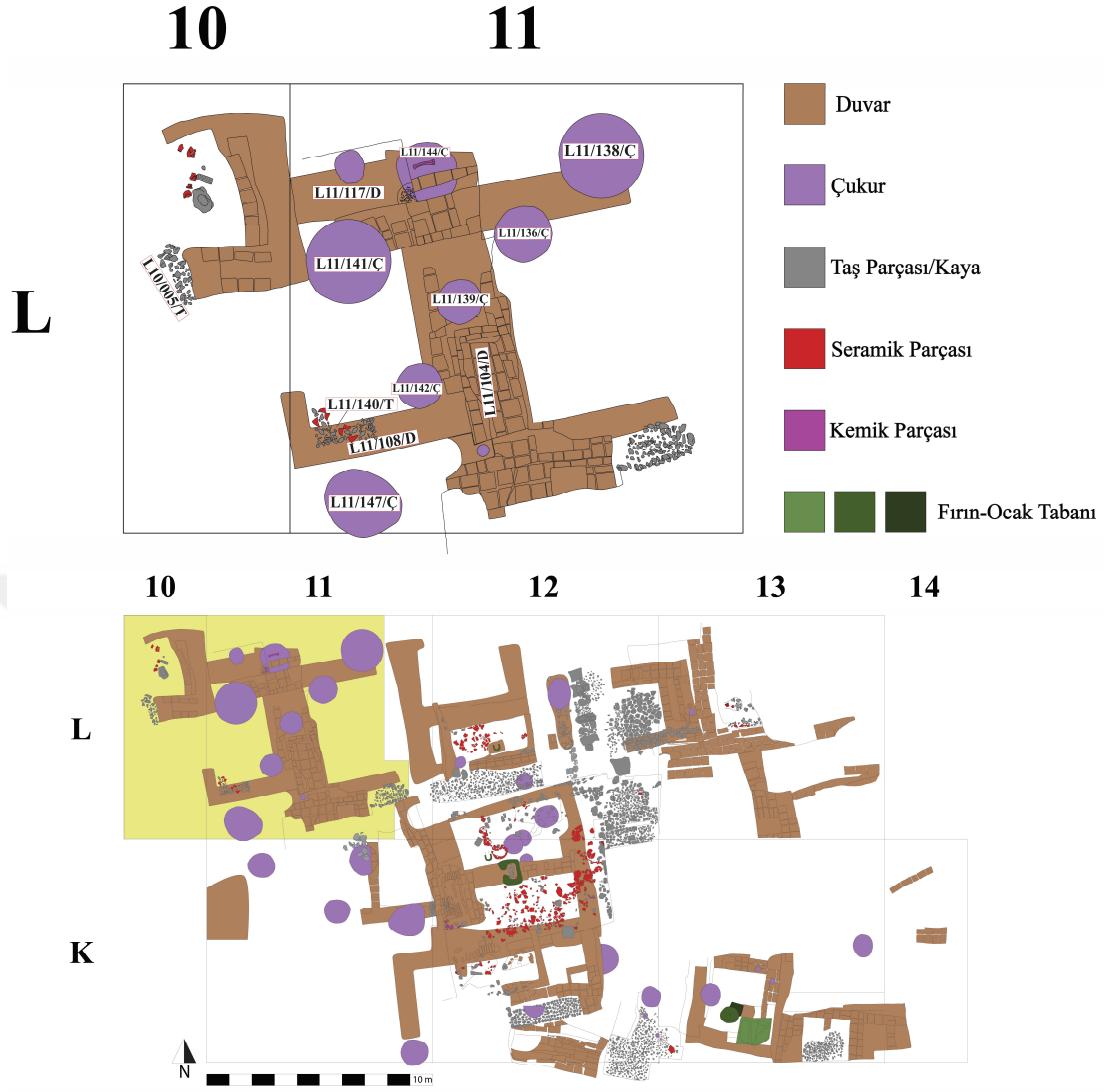 10 11
L
L11/144/Ç
L11/138/Ç
L11/117/D
L11/136/Ç
L11/141/Ç
L10/005/T
L11/139/Ç
L11/104/D
L11/142/Ç
L11/140/T
L11/108/D
L11/147/Ç
Duvar
Çukur
Taş Parçası/Kaya
Seramik Parçası
Kemik Parçası
Fırın-Ocak Tabanı
10 11 12 13 14
L
K
N
10 m